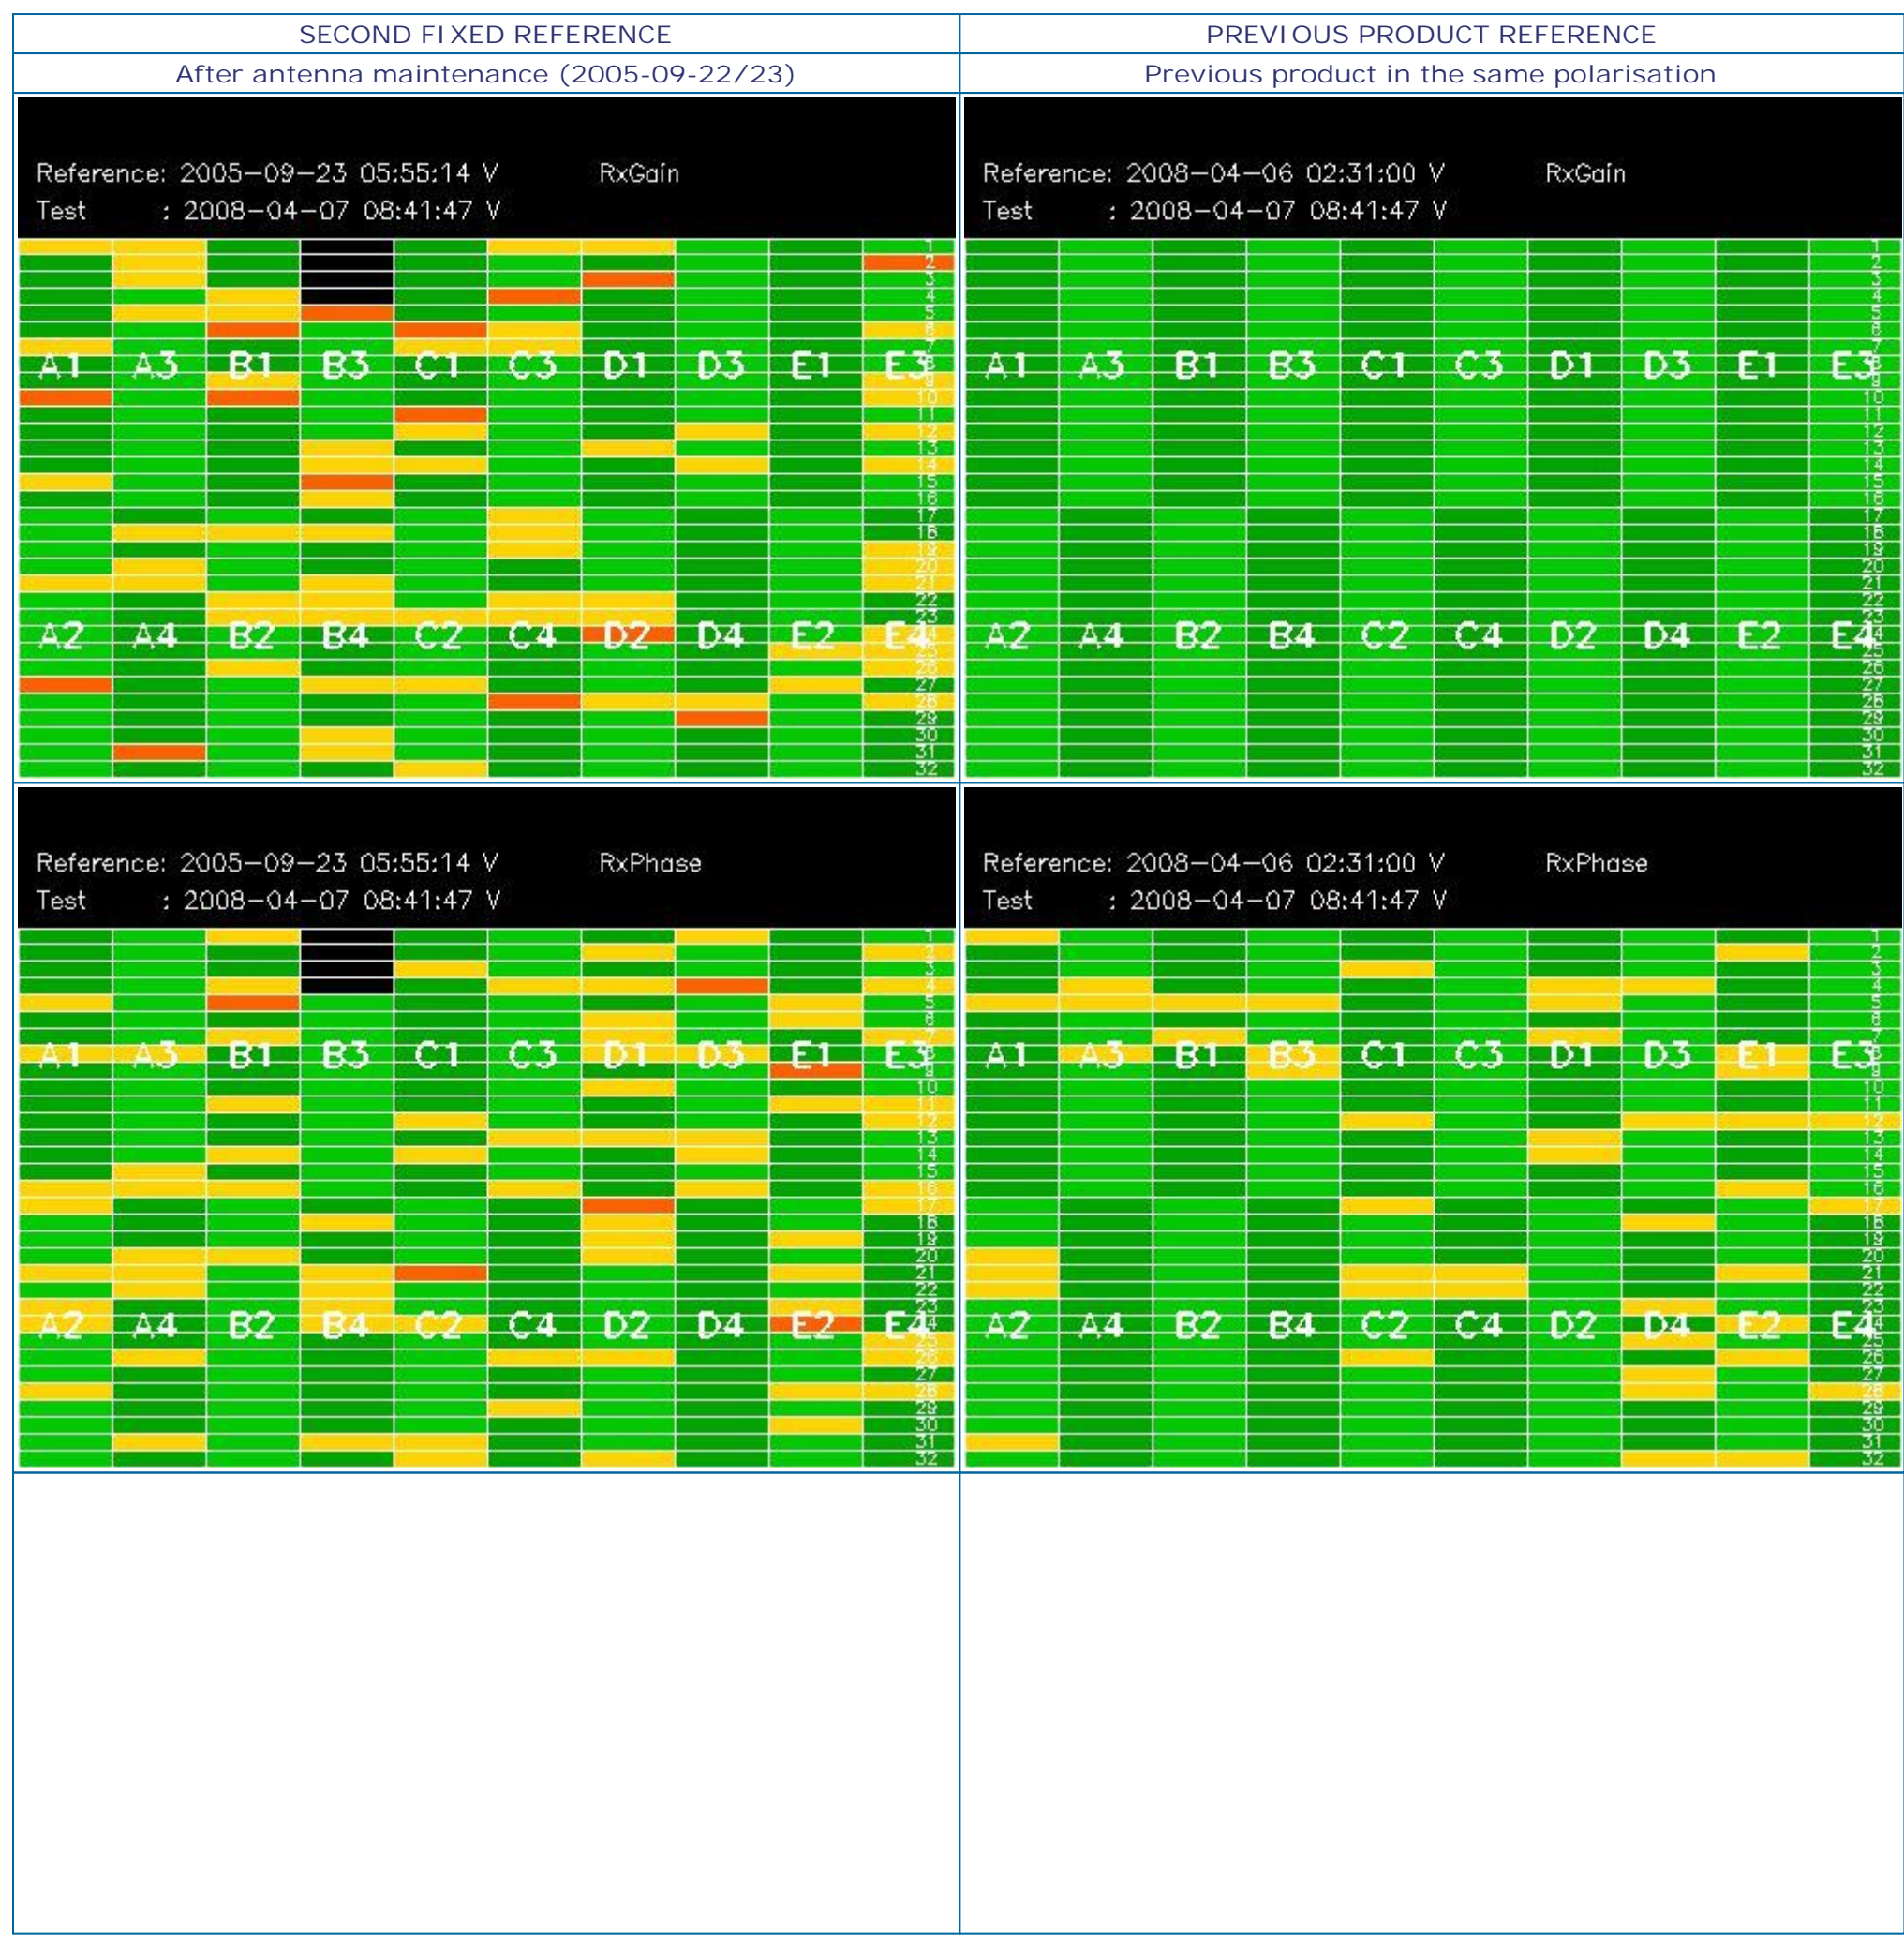 SECOND FIXED REFERENCE
PREVIOUS PRODUCT REFERENCE
After antenna maintenance (2005-09-22/23)
Previous product in the same polarisation
Reference: 2005-09-23 05:55:14 V RxGain
Test : 2008-04-07 08:41:47 V
A1 A3 B1 B3 C1 C3 D1 D3 E1 E3
A2 A4 B2 B4 C2 C4 D2 D4 E2 E4
Reference: 2008-04-06 02:31:00 V RxGain
Test : 2008-04-07 08:41:47 V
A1 A3 B1 B3 C1 C3 D1 D3 E1 E3
A2 A4 B2 B4 C2 C4 D2 D4 E2 E4
Reference: 2005-09-23 05:55:14 V RxPhase
Test : 2008-04-07 08:41:47 V
A1 A3 B1 B3 C1 C3 D1 D3 E1 E3
A2 A4 B2 B4 C2 C4 D2 D4 E2 E4
Reference: 2008-04-06 02:31:00 V RxPhase
Test : 2008-04-07 08:41:47 V
A1 A3 B1 B3 C1 C3 D1 D3 E1 E3
A2 A4 B2 B4 C2 C4 D2 D4 E2 E4